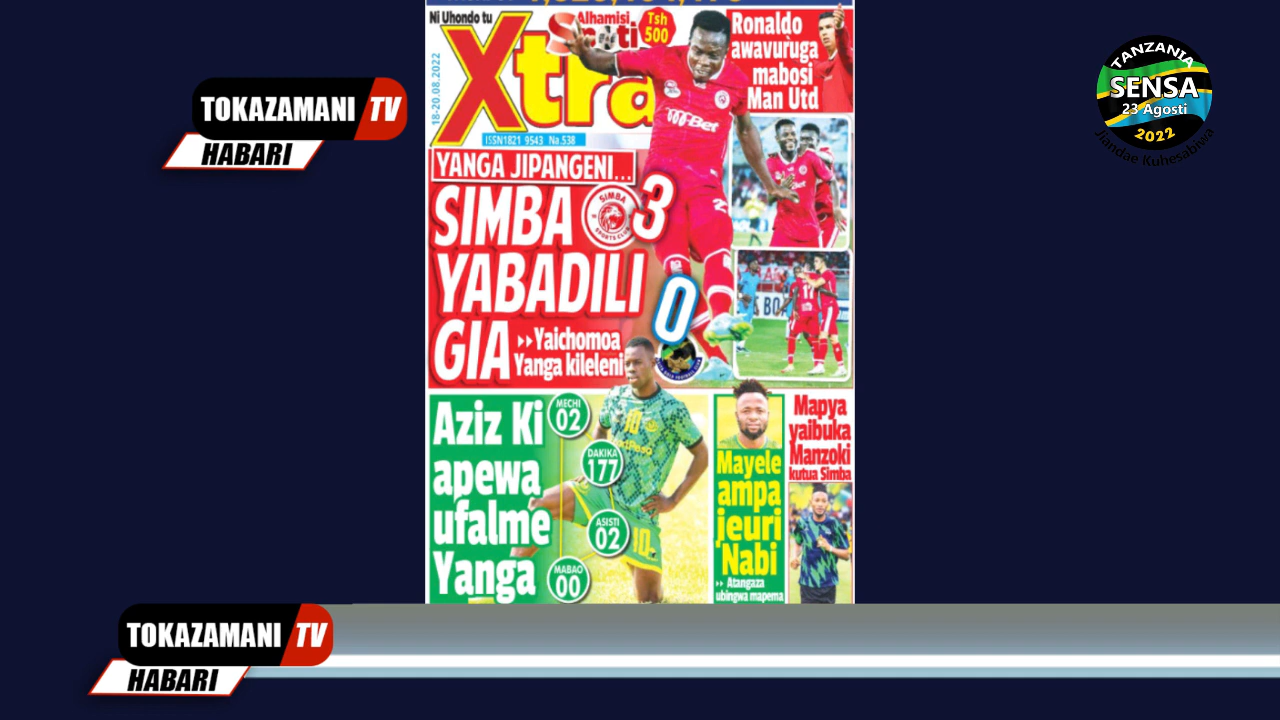 Ni Uhondo tu
Alhamisi
Tsh
500
Xtra
18-20.08.2022
ISSN1821 9543 Na.538
Ronaldo
awavuruga
mabosi
Man Utd
YANGA JIPANGENI...
SIMBA
SIMBA
SPORTS CLUB
3
YABADILI
0
GIA
Yaichomoa
Yanga kileleni
Aziz Ki
apewa
ufalme
Yanga
MECHI
02
DAKIKA
177
ASISTI
02
MABAO
00
Mayele
ampa
jeuri
Nabi
Atangaza
ubingwa mapema
Mapya
yaibuka
Manzoki
kutua Simba
TOKAZAMANI TV
HABARI
TANZANIA
SENSA
23 Agosti
2022
Jiandae Kuhesabiwa
TOKAZAMANI TV
HABARI